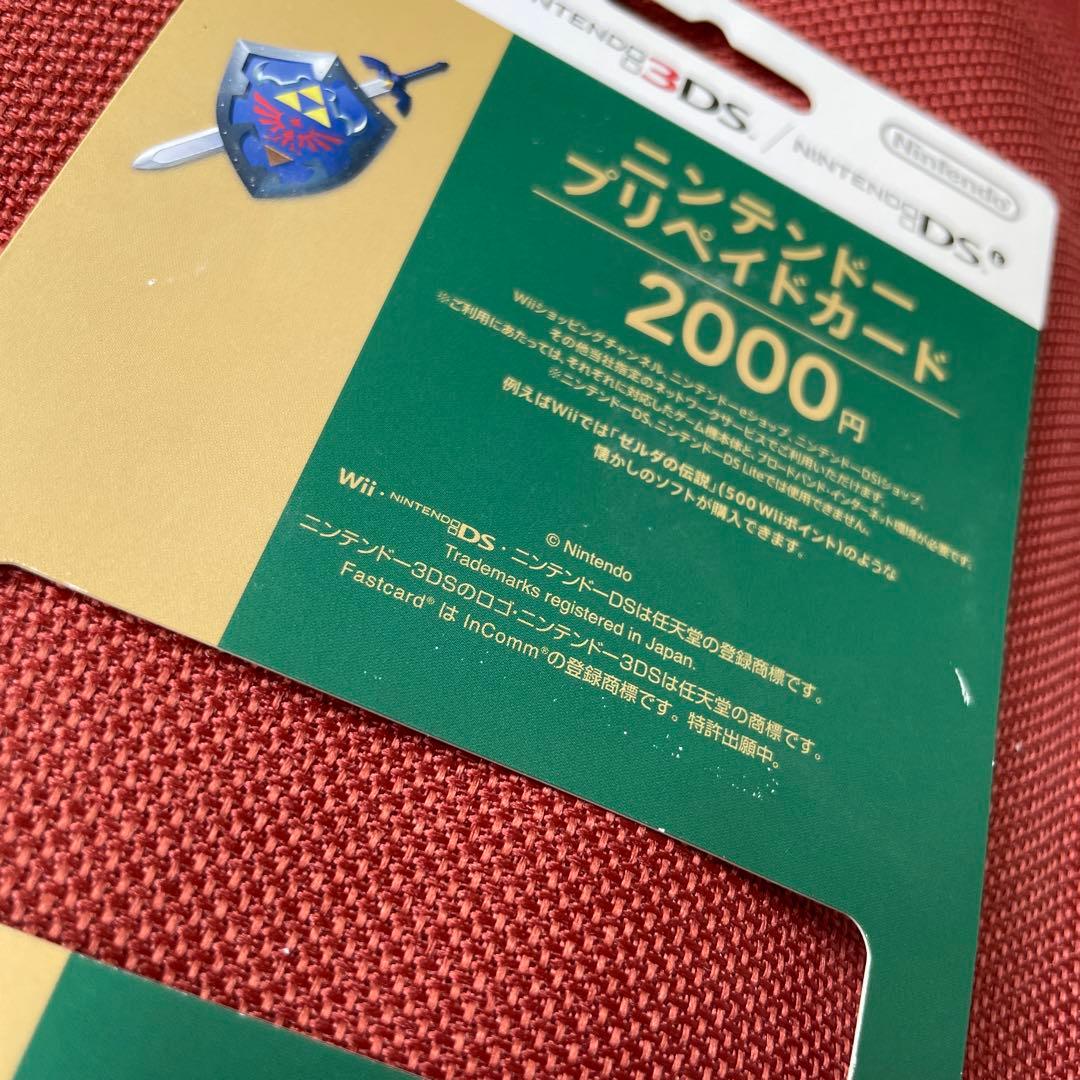 NINTENDO3DS. / NINTENDODSi
Nintendo
ニンテンドー
プリペイドカード
2000円
Wiiショッピングチャンネル、ニンテンドーeショップ、ニンテンドーDSiショップ、
その他当社指定のネットワークサービスでご利用いただけます。
※ご利用にあたっては、それぞれに対応したゲーム機本体と、ブロードバンド・インターネット環境が必要です。
※ニンテンドーDS、ニンテンドーDS Liteでは使用できません。
例えばWiiでは「ゼルダの伝説」(500Wiiポイント)のような
懐かしのソフトが購入できます。
© Nintendo
Wii・NINTENDODS・ニンテンドーDSは任天堂の登録商標です。
Trademarks registered in Japan.
ニンテンドー3DSのロゴ・ニンテンドー3DSは任天堂の商標です。
Fastcard® は InComm®の登録商標です。特許出願中。